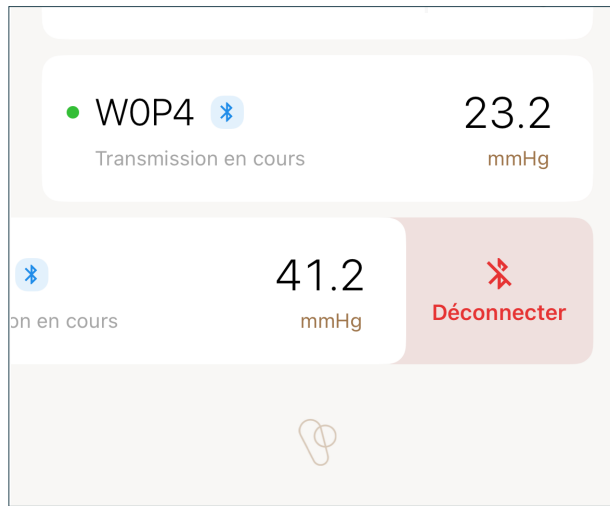 W0P4
23.2
Transmission en cours
mmHg
41.2
on en cours
mmHg
Déconnecter